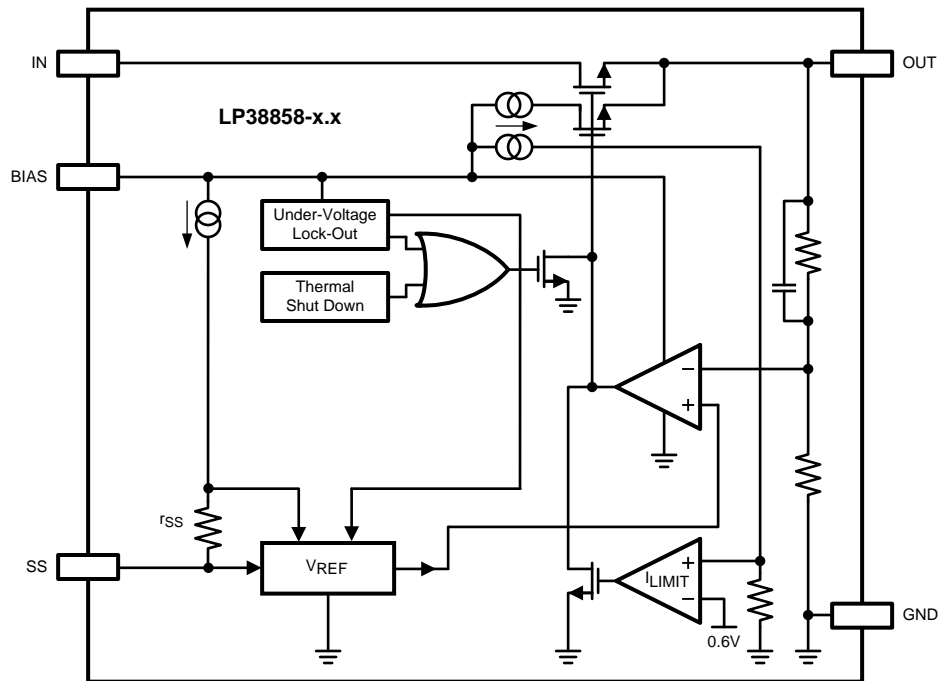 IN
OUT
LP38858-x.x
BIAS
Under-Voltage
Lock-Out
Thermal
Shut Down
−
+
rSS
SS
VREF
+
ILIMIT
−
0.6V
GND